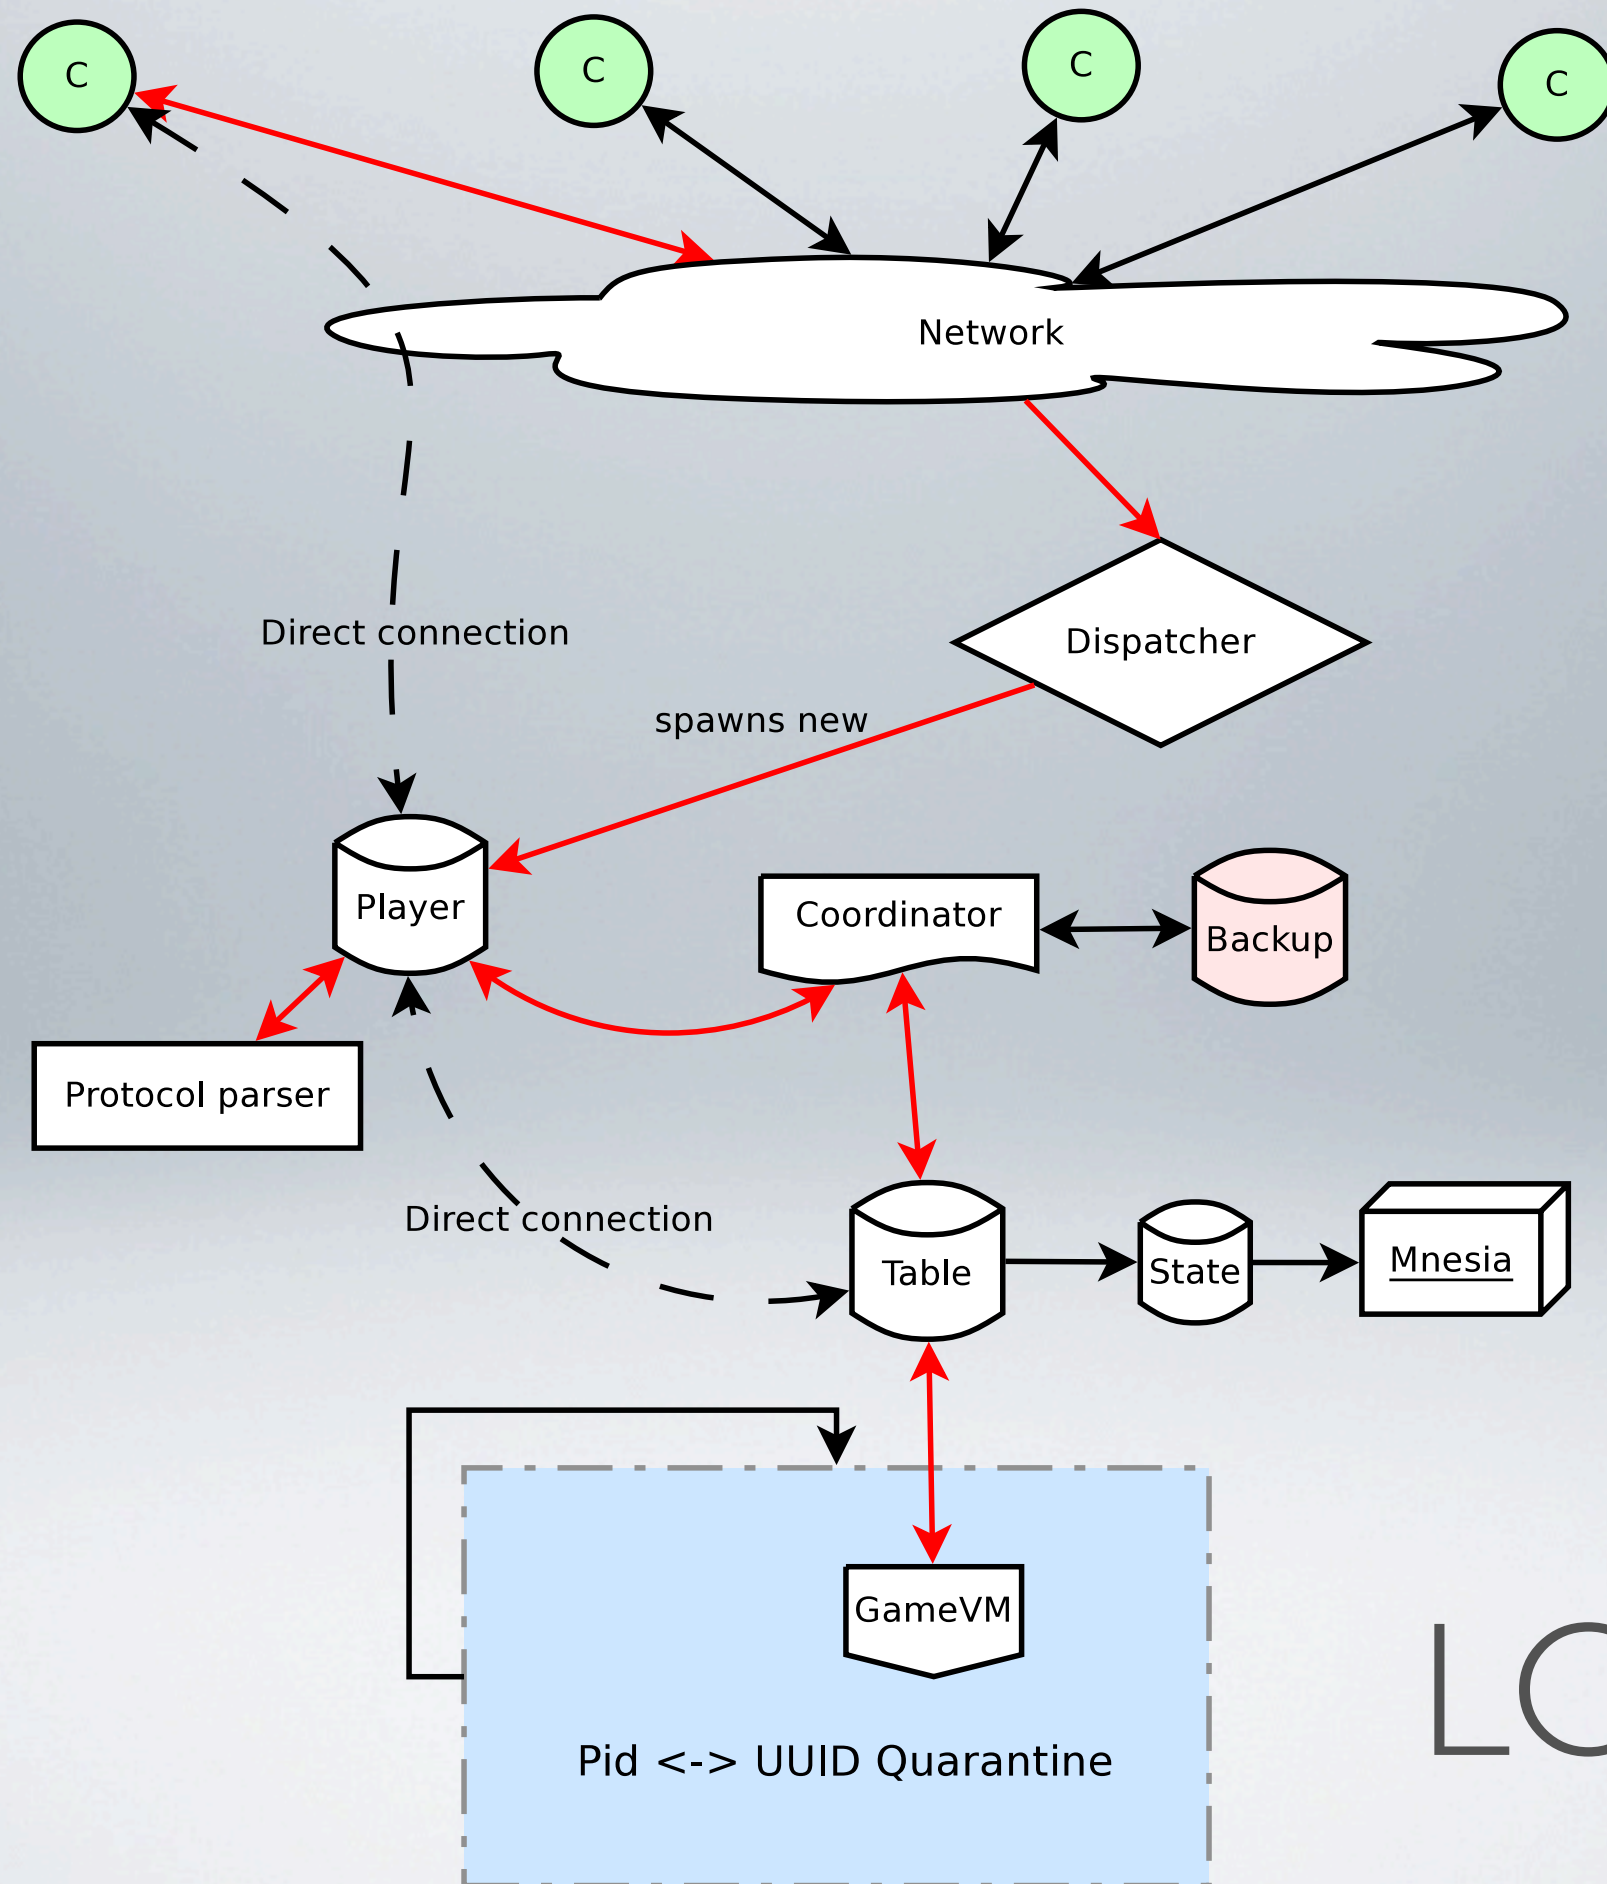 C
C
C
C
Network
Direct connection
Dispatcher
spawns new
Player
Coordinator
Backup
Protocol parser
Direct connection
Table
State
Mnesia
GameVM
LO
Pid <-> UUID Quarantine